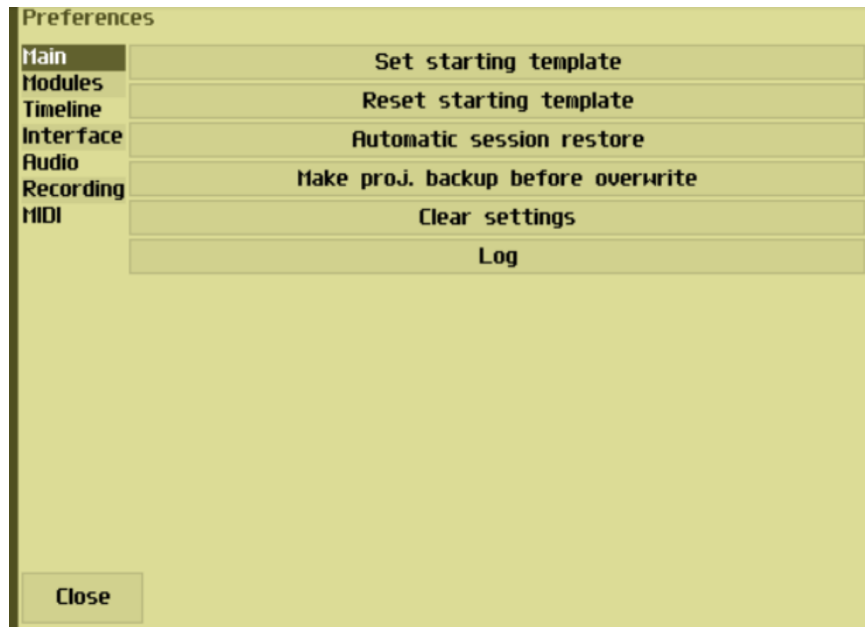 Preferences
Main
Modules
Timeline
Interface
Audio
Recording
MIDI
Set starting template
Reset starting template
Automatic session restore
Make proj. backup before overwrite
Clear settings
Log
Close